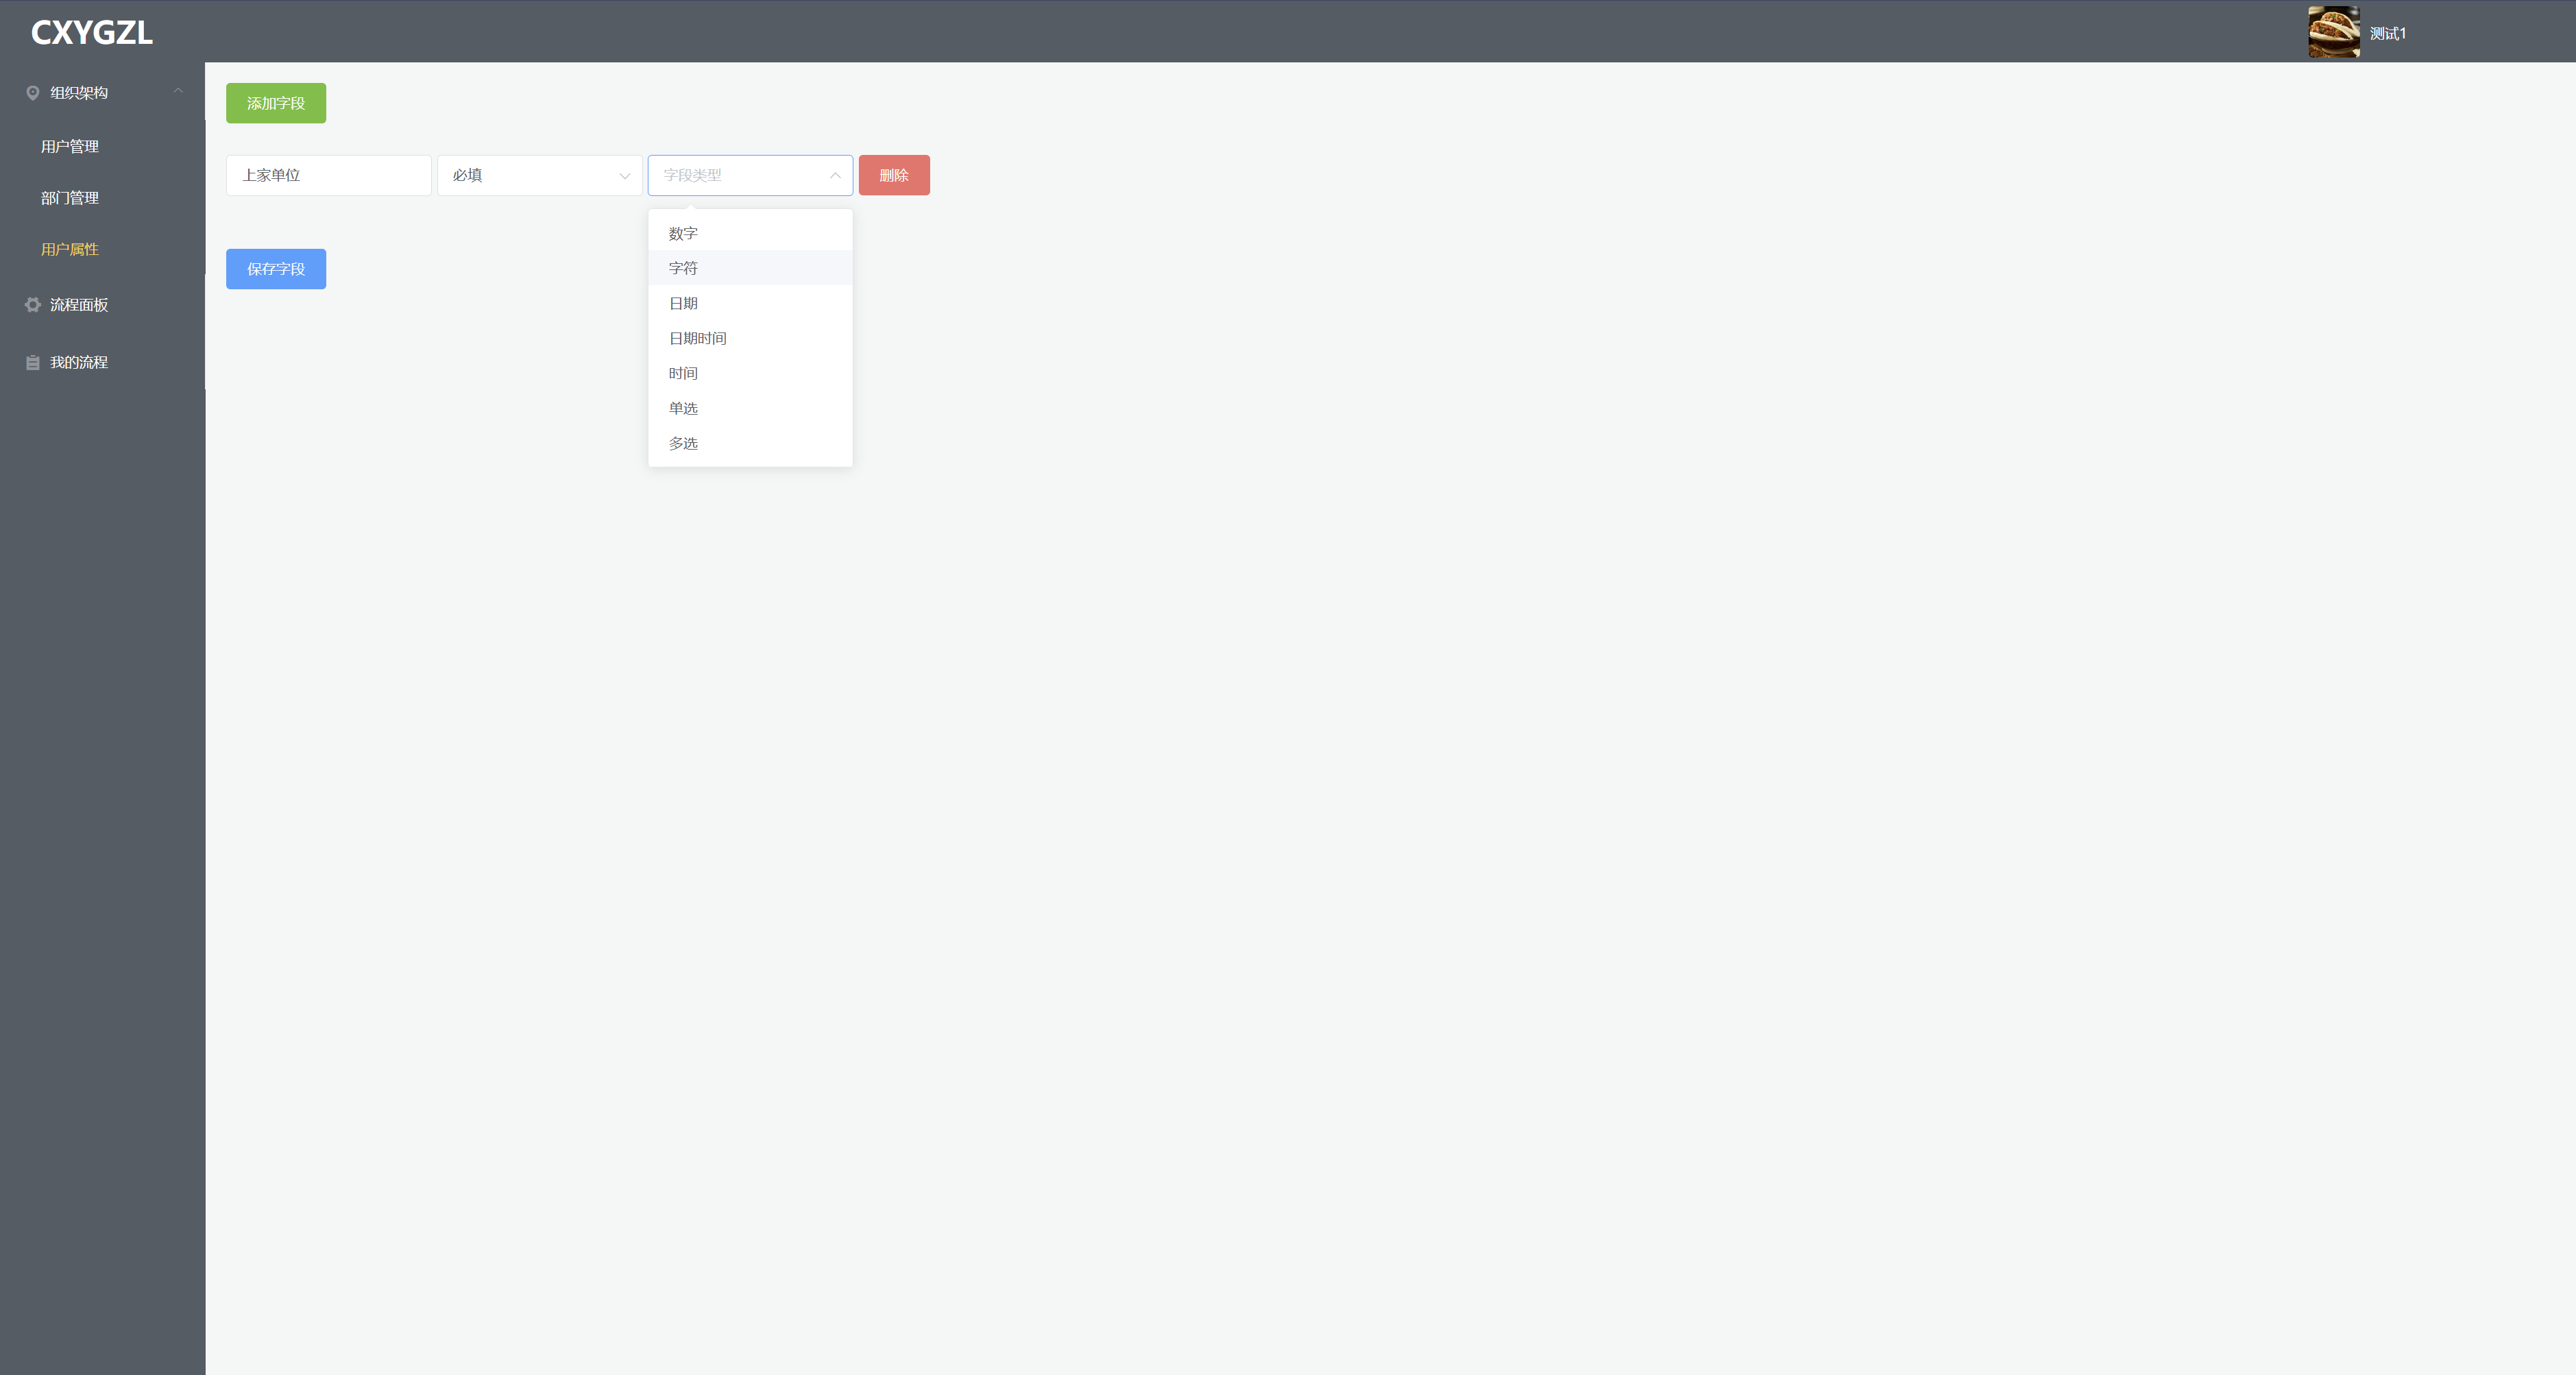 CXYGZL
测试1
组织架构
用户管理
部门管理
用户属性
流程面板
我的流程
添加字段
上家单位
必填
字段类型
删除
数字
字符
日期
日期时间
时间
单选
多选
保存字段